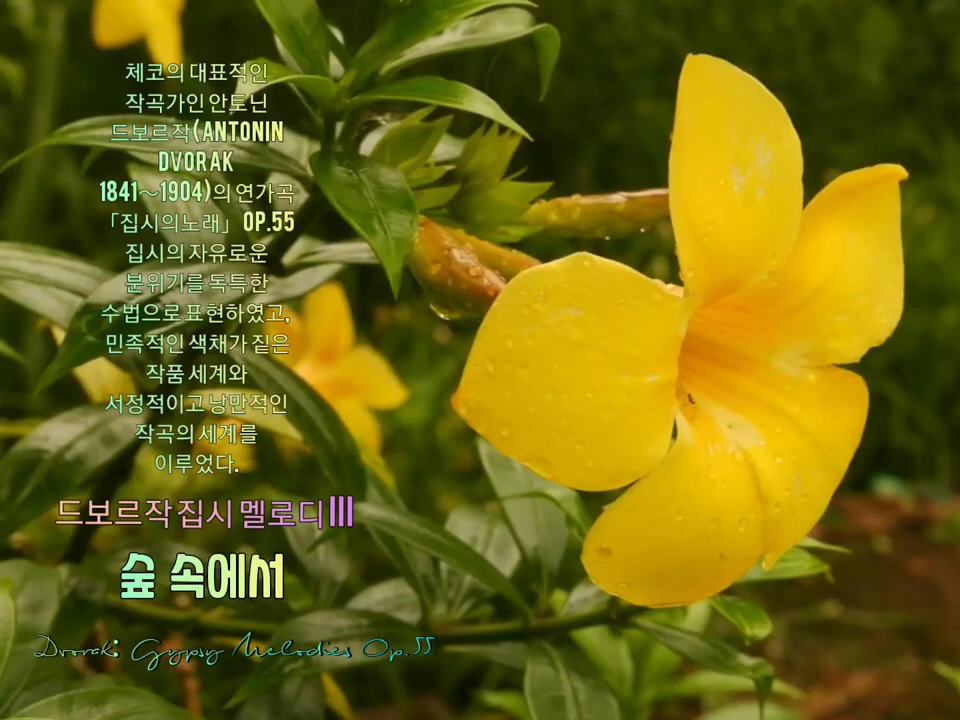 체코의 대표적인
작곡가인 안토닌
드보르작(ANTONIN
DVORAK
1841~1904)의 연가곡
「집시의노래」 OP.55
집시의 자유로운
분위기를 독특한
수법으로 표현하였고,
민족적인 색채가 짙은
작품 세계와
서정적이고 낭만적인
작곡의 세계를
이루었다.
드보르작 집시 멜로디Ⅲ
숲 속에서
Dvorak: Gypsy Melodies Op.55